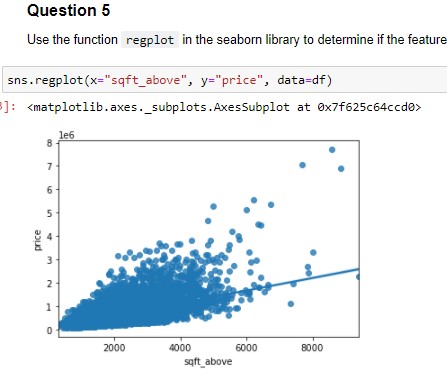 Question 5
Use the function regplot in the seaborn library to determine if the feature
sns.regplot(x="sqft_above", y="price", data=df)
]: <matplotlib.axes._subplots.AxesSubplot at 0x7f625c64ccd0>
1e6
8
7
6
5
4
3
2
1
0
price
2000 4000 6000 8000
sqft_above